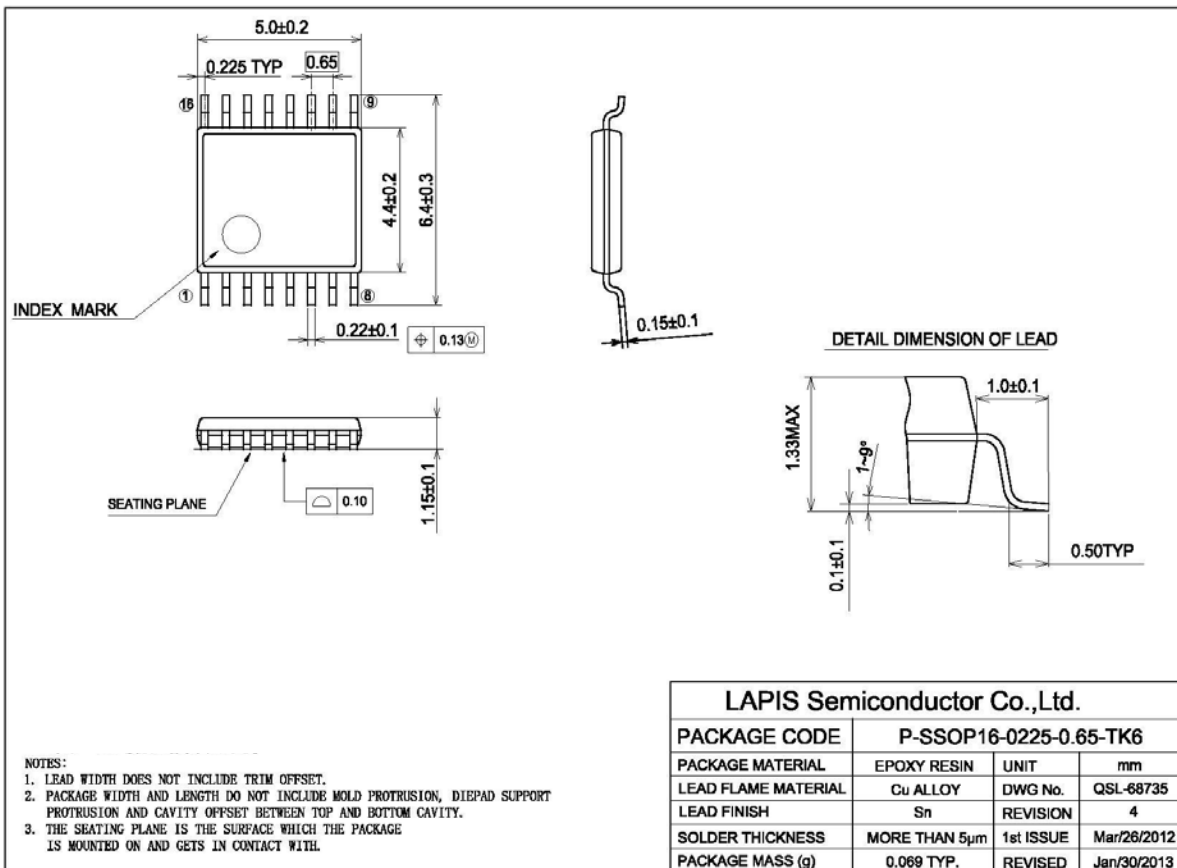 5.0±0.2
0.225 TYP
0.65
16
9
4.4±0.2
6.4±0.3
INDEX MARK
1
8
0.22±0.1
⌖ 0.13Ⓜ
0.15±0.1
DETAIL DIMENSION OF LEAD
1.0±0.1
1.33MAX
1~9°
0.1±0.1
0.50TYP
SEATING PLANE
0.10
1.15±0.1
NOTES:
1. LEAD WIDTH DOES NOT INCLUDE TRIM OFFSET.
2. PACKAGE WIDTH AND LENGTH DO NOT INCLUDE MOLD PROTRUSION, DIEPAD SUPPORT
PROTRUSION AND CAVITY OFFSET BETWEEN TOP AND BOTTOM CAVITY.
3. THE SEATING PLANE IS THE SURFACE WHICH THE PACKAGE
IS MOUNTED ON AND GETS IN CONTACT WITH.
LAPIS Semiconductor Co.,Ltd.
PACKAGE CODE P-SSOP16-0225-0.65-TK6
PACKAGE MATERIAL EPOXY RESIN UNIT mm
LEAD FLAME MATERIAL Cu ALLOY DWG No. QSL-68735
LEAD FINISH Sn REVISION 4
SOLDER THICKNESS MORE THAN 5μm 1st ISSUE Mar/26/2012
PACKAGE MASS (g) 0.069 TYP. REVISED Jan/30/2013